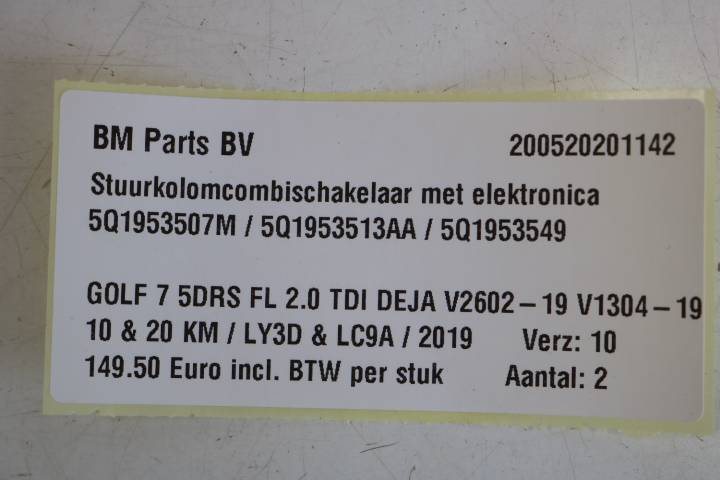 BM Parts BV 200520201142
Stuurkolomcombischakelaar met elektronica
5Q1953507M / 5Q1953513AA / 5Q1953549
GOLF 7 5DRS FL 2.0 TDI DEJA V2602-19 V1304-19
10 & 20 KM / LY3D & LC9A / 2019 Verz: 10
149.50 Euro incl. BTW per stuk Aantal: 2